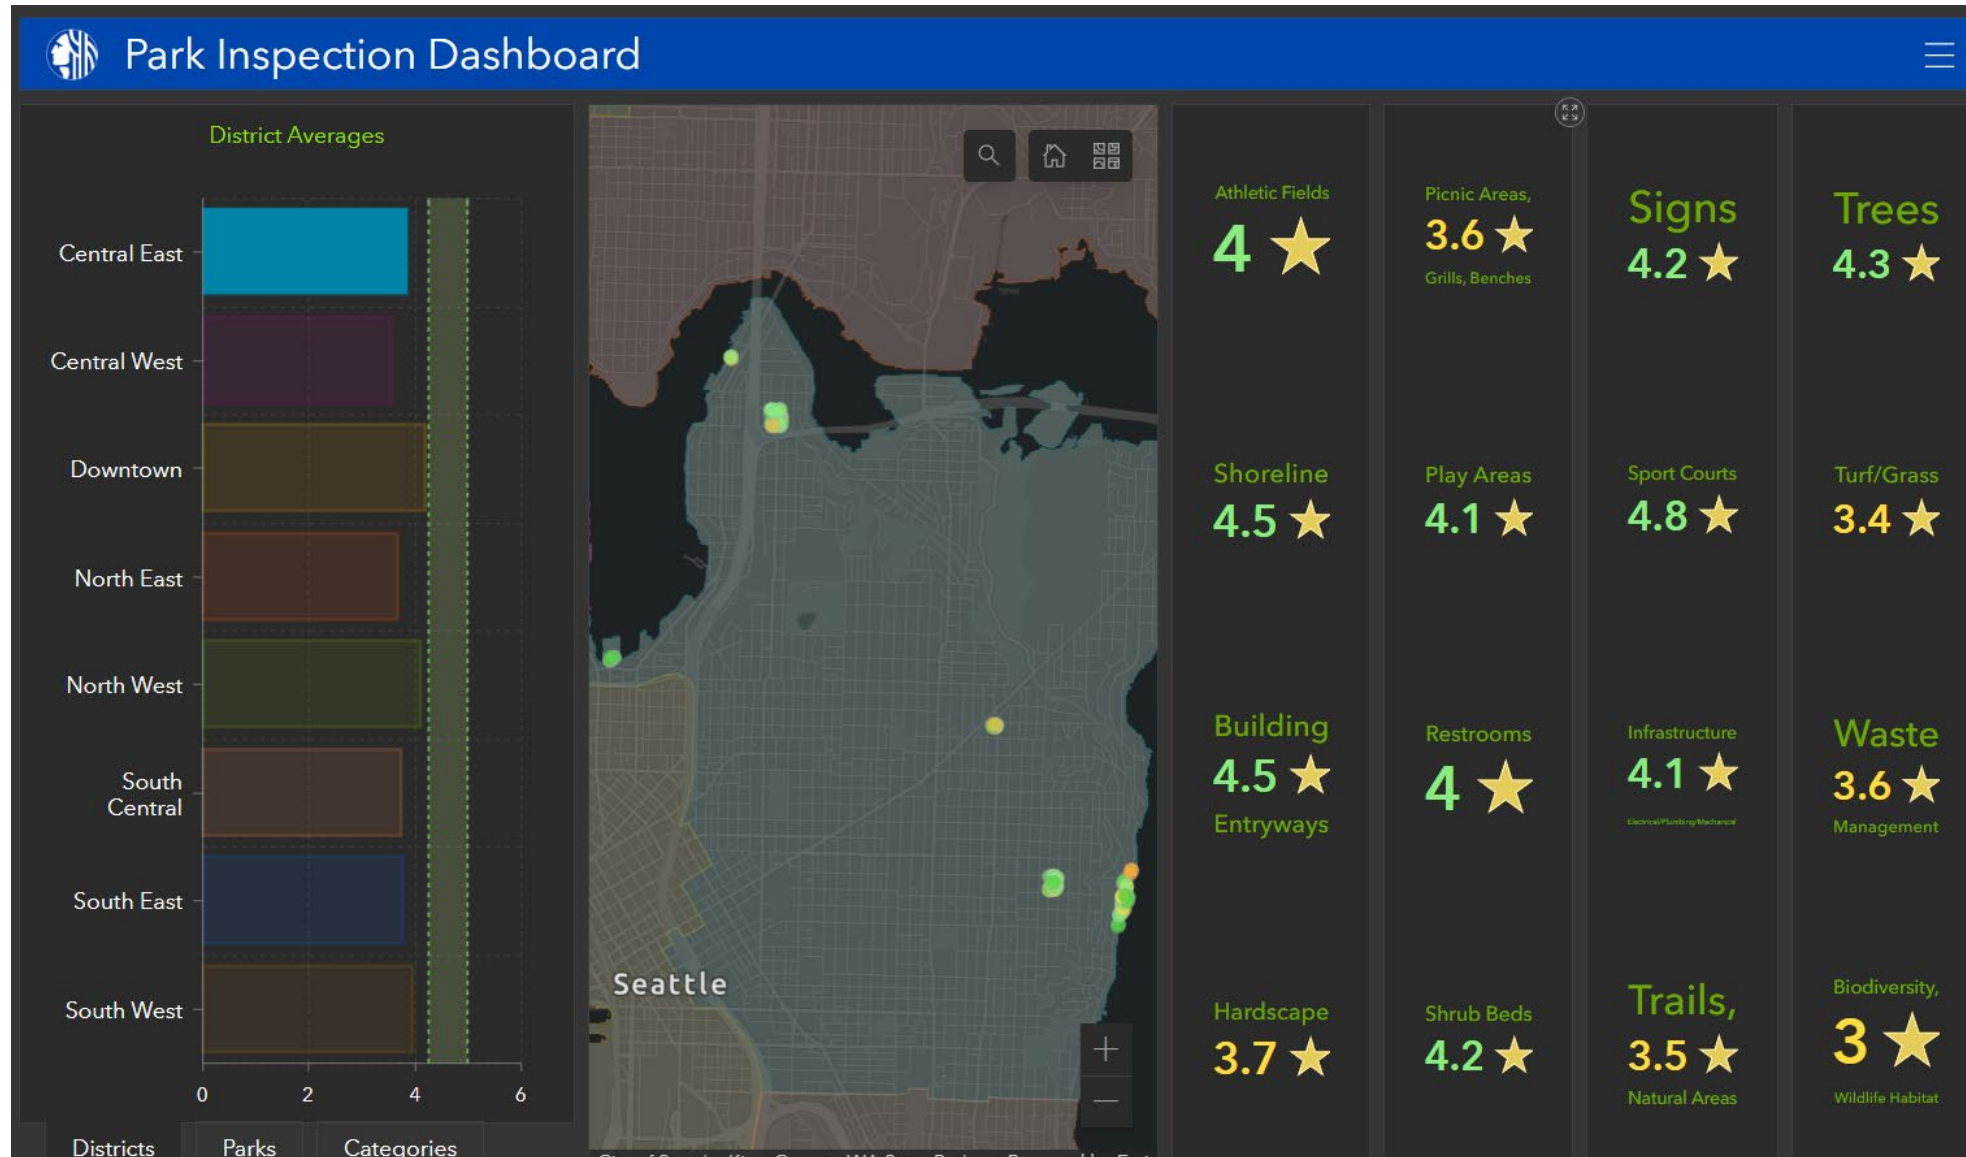 Park Inspection Dashboard
District Averages
Central East
Central West
Downtown
North East
North West
South
Central
South East
South West
0 2 4 6
Districts Parks Categories
Seattle
Athletic Fields
4
Picnic Areas,
3.6
Grills, Benches
Signs
4.2
Trees
4.3
Shoreline
4.5
Play Areas
4.1
Sport Courts
4.8
Turf/Grass
3.4
Building
4.5
Entryways
Restrooms
4
Infrastructure
4.1
Electrical/Plumbing/Mechanical
Waste
3.6
Management
Hardscape
3.7
Shrub Beds
4.2
Trails,
3.5
Natural Areas
Biodiversity,
3
Wildlife Habitat